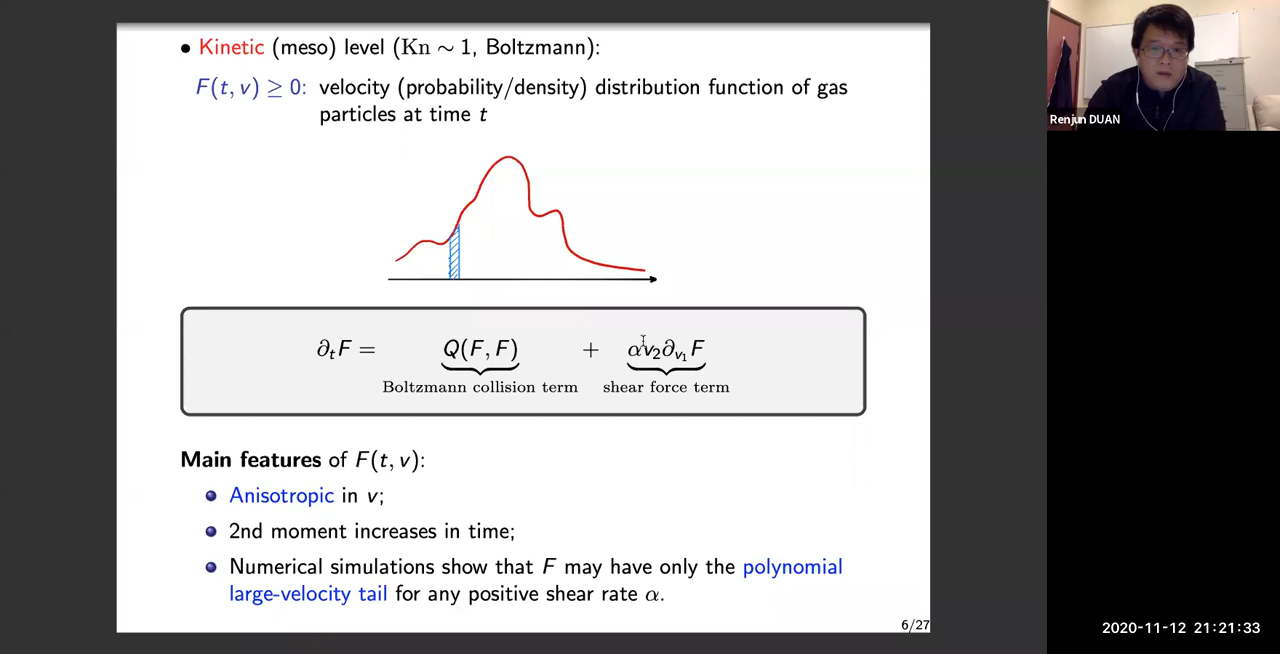 • Kinetic (meso) level (Kn ∼ 1, Boltzmann):
F(t, v) ≥ 0: velocity (probability/density) distribution function of gas
particles at time t
∂ₜF = Q(F, F) + αv₂∂ᵥ₁F
Boltzmann collision term shear force term
Main features of F(t, v):
Anisotropic in v;
2nd moment increases in time;
Numerical simulations show that F may have only the polynomial
large-velocity tail for any positive shear rate α.
6/27
Renjun DUAN
2020-11-12 21:21:33